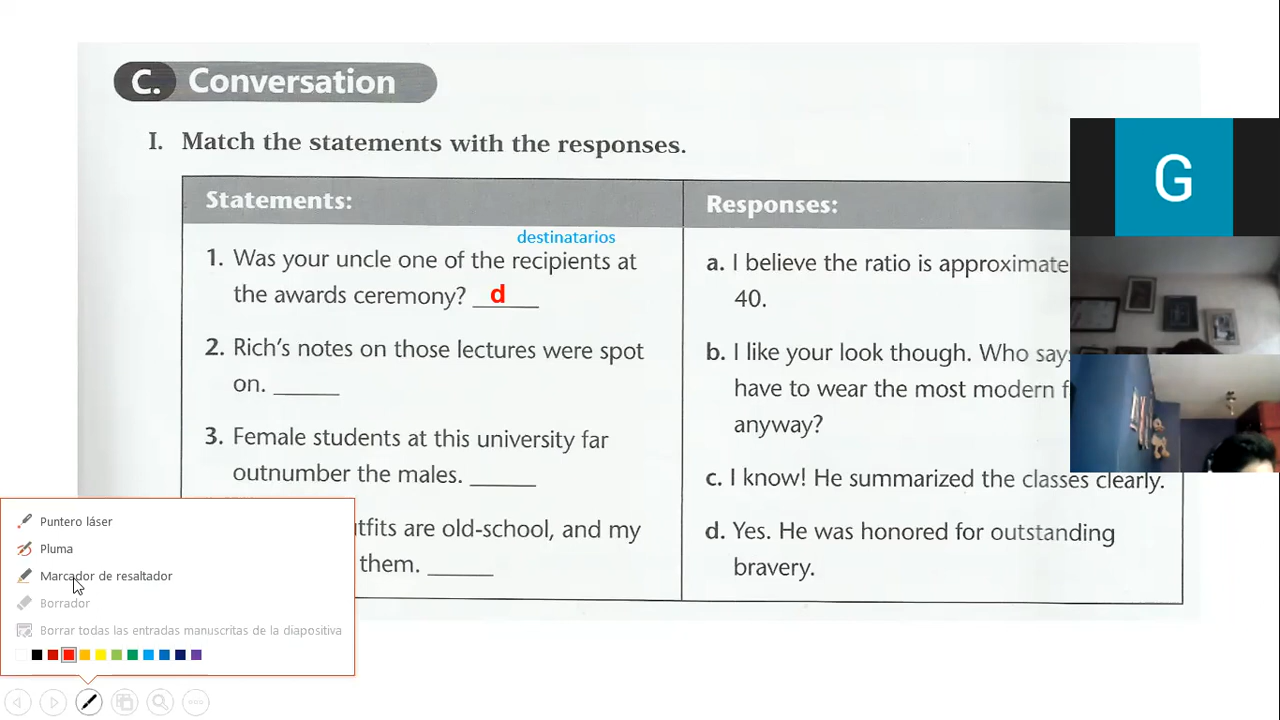 C. Conversation
I. Match the statements with the responses.
Statements:
Responses:
destinatarios
1. Was your uncle one of the recipients at
the awards ceremony? d
2. Rich's notes on those lectures were spot
on. ______
3. Female students at this university far
outnumber the males. ______
are old-school, and my
them. ______
a. I believe the ratio is
40.
b. I like your look though. Who
have to wear the most modern
anyway?
c. I know! He summarized the classes clearly.
d. Yes. He was honored for outstanding
bravery.
G
Puntero láser
Pluma
Marcador de resaltador
Borrador
Borrar todas las entradas manuscritas de la diapositiva